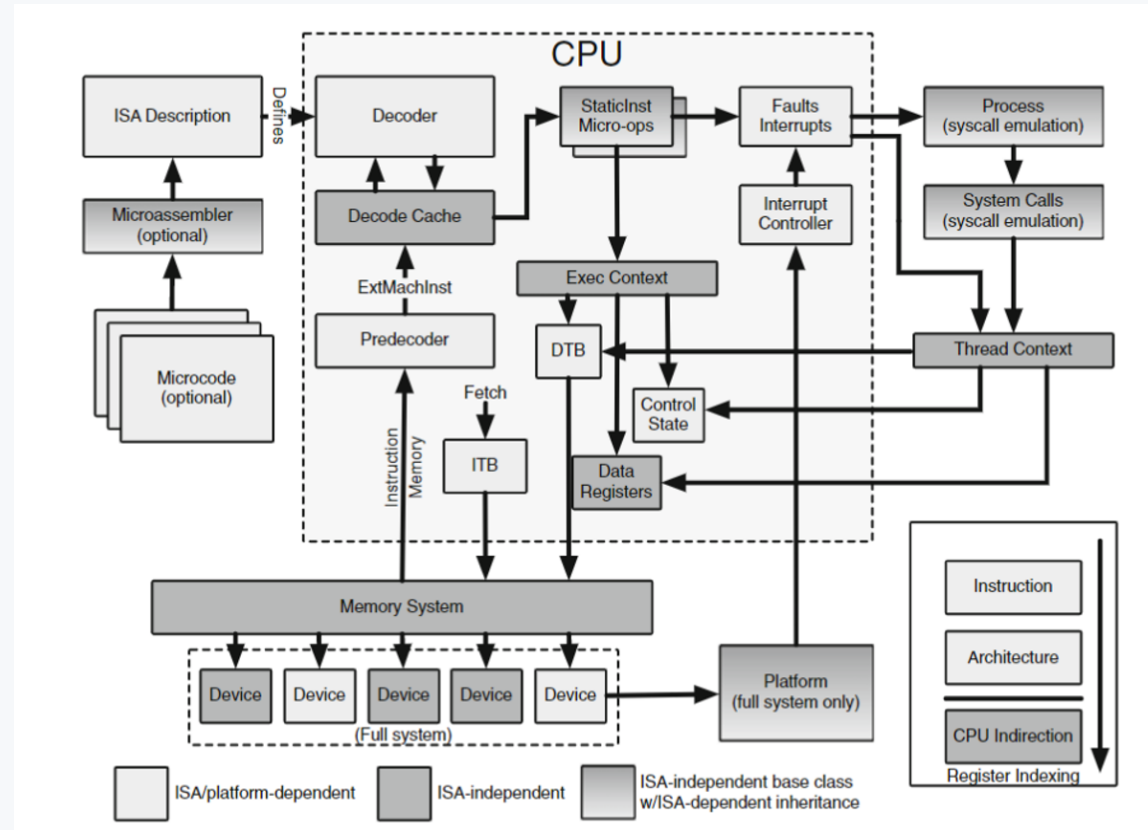 CPU
ISA Description
Defines
Decoder
StaticInst
Micro-ops
Faults
Interrupts
Process
(syscall emulation)
Microassembler
(optional)
Decode Cache
Interrupt
Controller
System Calls
(syscall emulation)
ExtMachInst
Exec Context
Microcode
(optional)
Predecoder
DTB
Thread Context
Fetch
Control
State
Instruction
Memory
ITB
Data
Registers
Memory System
Instruction
Architecture
CPU Indirection
Register Indexing
Device
Device
Device
Device
Device
(Full system)
Platform
(full system only)
ISA/platform-dependent
ISA-independent
ISA-independent base class
w/ISA-dependent inheritance